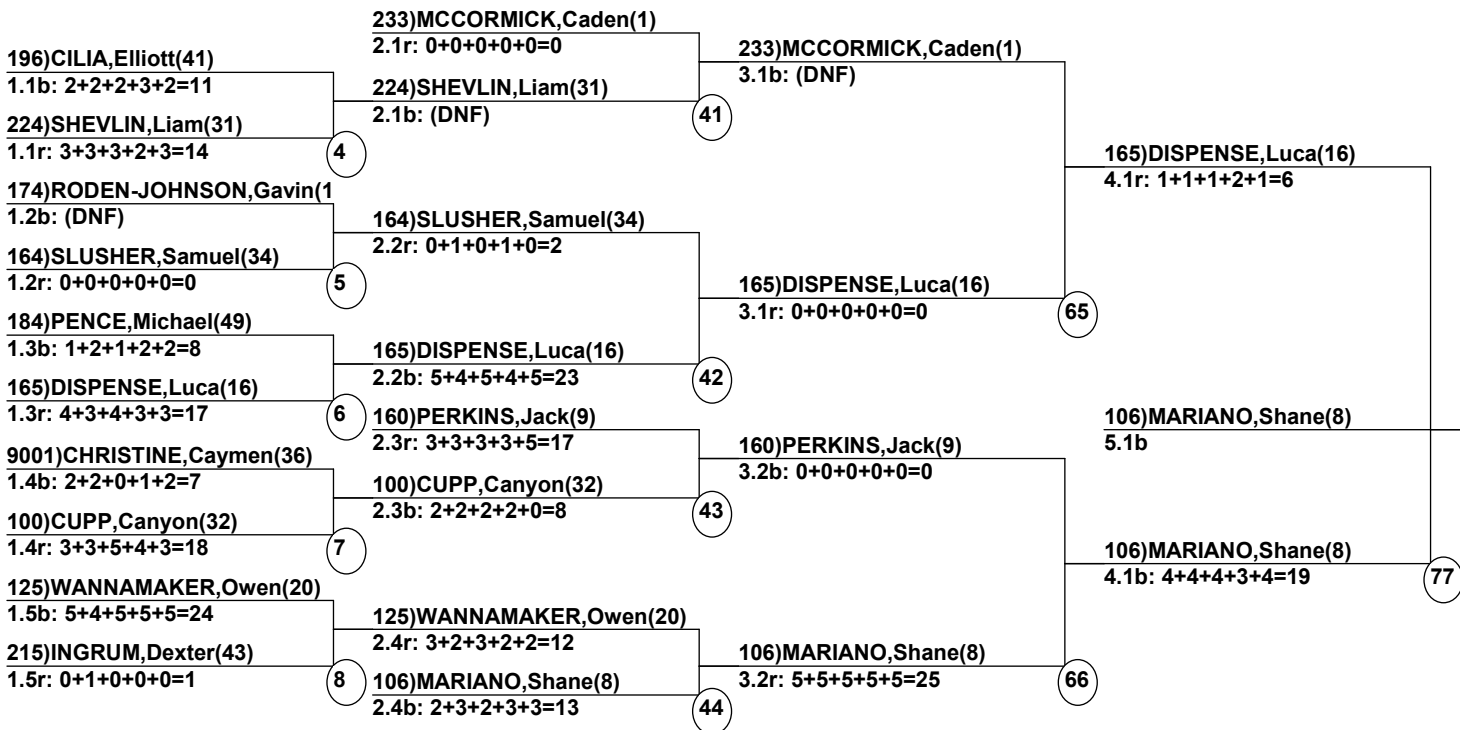 196)CILIA,Elliott(41)
1.1b: 2+2+2+3+2=11
224)SHEVLIN,Liam(31)
1.1r: 3+3+3+2+3=14
4
174)RODEN-JOHNSON,Gavin(1
1.2b: (DNF)
164)SLUSHER,Samuel(34)
1.2r: 0+0+0+0+0=0
5
184)PENCE,Michael(49)
1.3b: 1+2+1+2+2=8
165)DISPENSE,Luca(16)
1.3r: 4+3+4+3+3=17
6
9001)CHRISTINE,Caymen(36)
1.4b: 2+2+0+1+2=7
100)CUPP,Canyon(32)
1.4r: 3+3+5+4+3=18
7
125)WANNAMAKER,Owen(20)
1.5b: 5+4+5+5+5=24
215)INGRUM,Dexter(43)
1.5r: 0+1+0+0+0=1
8
233)MCCORMICK,Caden(1)
2.1r: 0+0+0+0+0=0
224)SHEVLIN,Liam(31)
2.1b: (DNF)
41
164)SLUSHER,Samuel(34)
2.2r: 0+1+0+1+0=2
165)DISPENSE,Luca(16)
2.2b: 5+4+5+4+5=23
42
160)PERKINS,Jack(9)
2.3r: 3+3+3+3+5=17
100)CUPP,Canyon(32)
2.3b: 2+2+2+2+0=8
43
125)WANNAMAKER,Owen(20)
2.4r: 3+2+3+2+2=12
106)MARIANO,Shane(8)
2.4b: 2+3+2+3+3=13
44
233)MCCORMICK,Caden(1)
3.1b: (DNF)
165)DISPENSE,Luca(16)
3.1r: 0+0+0+0+0=0
65
160)PERKINS,Jack(9)
3.2b: 0+0+0+0+0=0
106)MARIANO,Shane(8)
3.2r: 5+5+5+5+5=25
66
165)DISPENSE,Luca(16)
4.1r: 1+1+1+2+1=6
106)MARIANO,Shane(8)
5.1b
106)MARIANO,Shane(8)
4.1b: 4+4+4+3+4=19
77